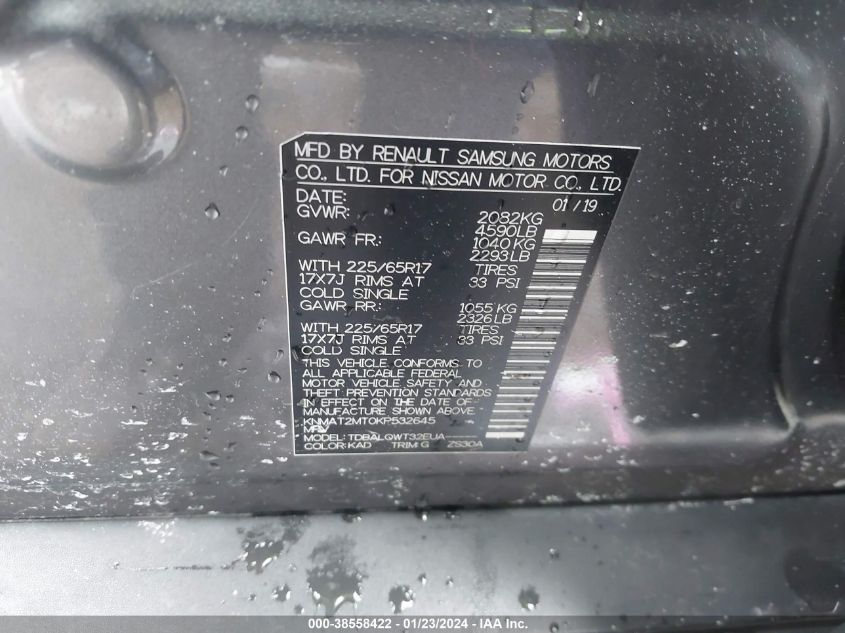 MFD BY RENAULT SAMSUNG MOTORS
CO., LTD. FOR NISSAN MOTOR CO., LTD.
DATE: 01/19
GVWR: 2082KG
4590LB
GAWR FR: 1040 KG
2293LB
WITH 225/65R17 TIRES
17X7J RIMS AT 33 PSI
COLD SINGLE
GAWR RR: 1055 KG
2326LB
WITH 225/65R17 TIRES
17X7J RIMS AT 33 PSI
COLD SINGLE
THIS VEHICLE CONFORMS TO
ALL APPLICABLE FEDERAL
MOTOR VEHICLE SAFETY AND
THEFT PREVENTION STANDARDS
IN EFFECT ON THE DATE OF
MANUFACTURE SHOWN ABOVE
KNMAT2MT0KP532645
MPV
MODEL: TDBALQWT32EUA-----
COLOR:KAD TRIM G ZS30A
000-38558422 - 01/23/2024 - IAA Inc.